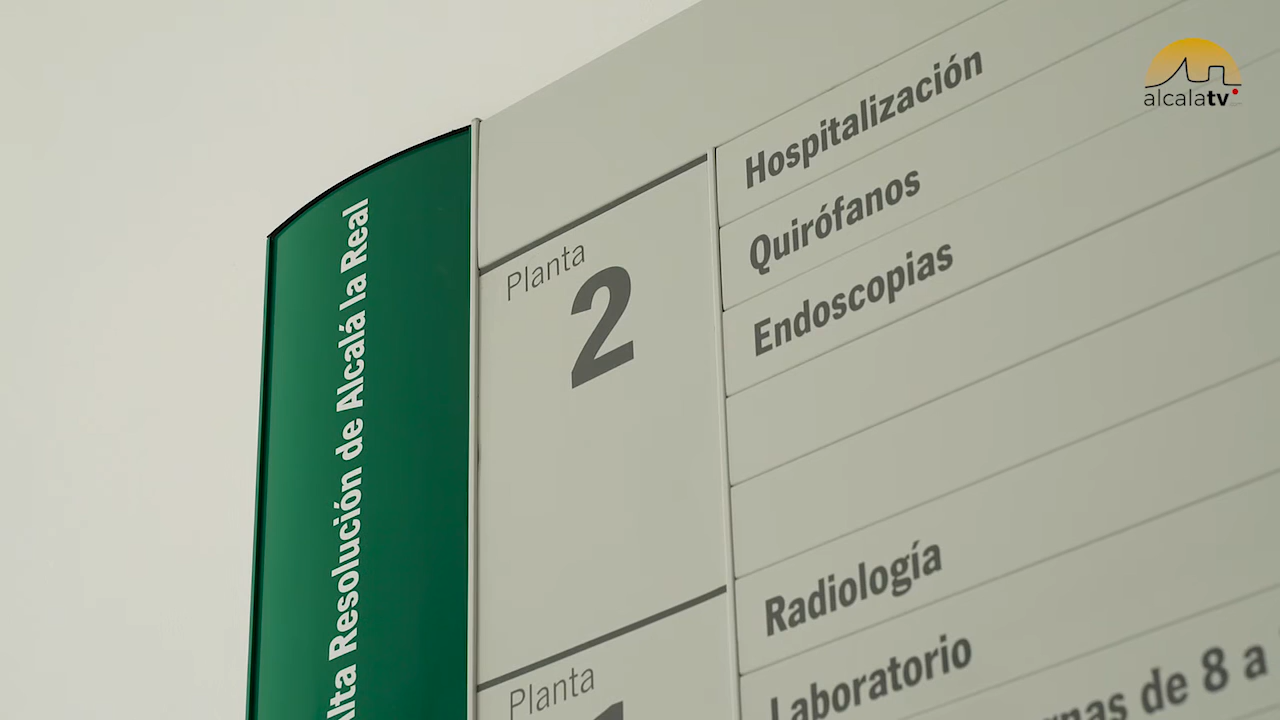 alcalatv
Alta Resolución de Alcalá la Real
Planta
2
Hospitalización
Quirófanos
Endoscopias
Planta
Radiología
Laboratorio
de 8 a